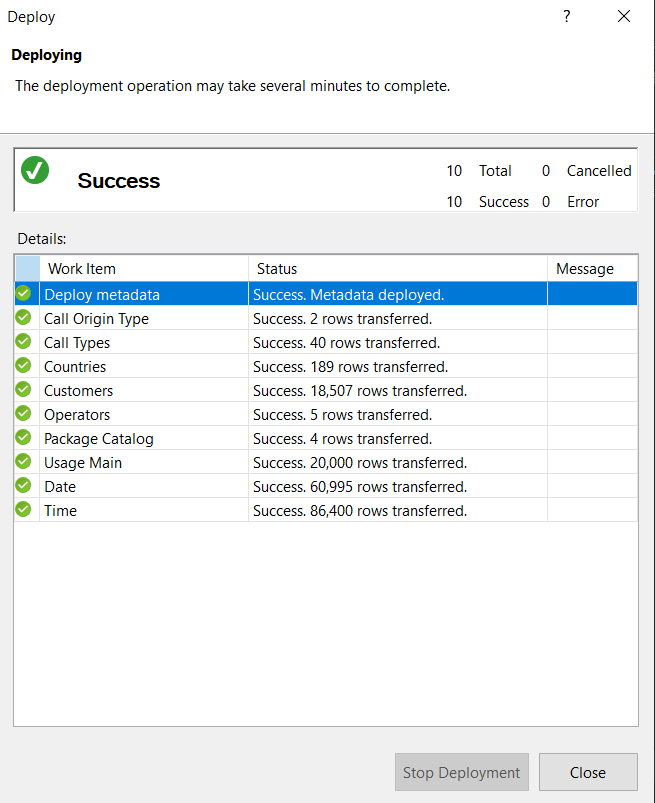 Deploy ?
Deploying
The deployment operation may take several minutes to complete.
Success
10 Total 0 Cancelled
10 Success 0 Error
Details:
Work Item Status Message
Deploy metadata Success. Metadata deployed.
Call Origin Type Success. 2 rows transferred.
Call Types Success. 40 rows transferred.
Countries Success. 189 rows transferred.
Customers Success. 18,507 rows transferred.
Operators Success. 5 rows transferred.
Package Catalog Success. 4 rows transferred.
Usage Main Success. 20,000 rows transferred.
Date Success. 60,995 rows transferred.
Time Success. 86,400 rows transferred.
Stop Deployment Close